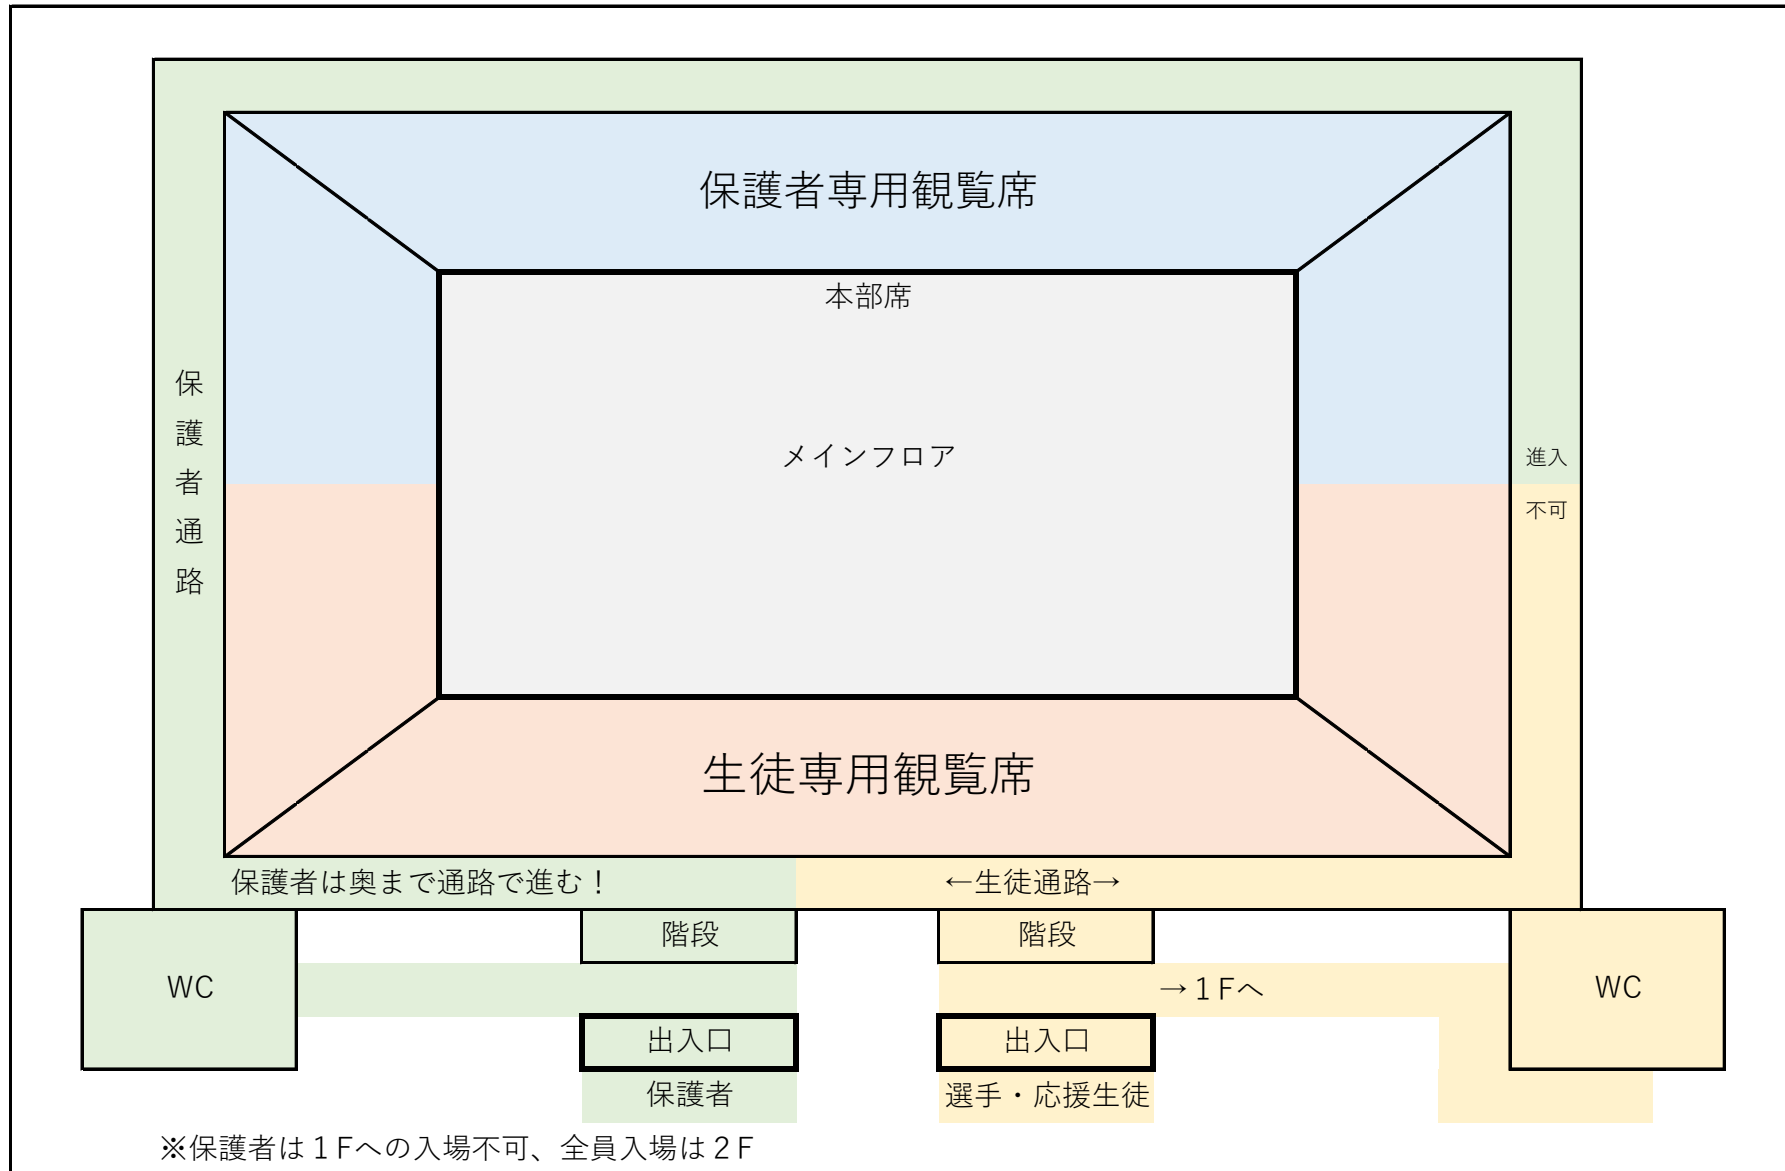 保護者専用観覧席
本部席
保護者通路
メインフロア
進入
不可
生徒専用観覧席
保護者は奥まで通路で進む！
←生徒通路→
階段
階段
WC
→１Fへ
WC
出入口
出入口
保護者
選手・応援生徒
※保護者は１Fへの入場不可、全員入場は２F